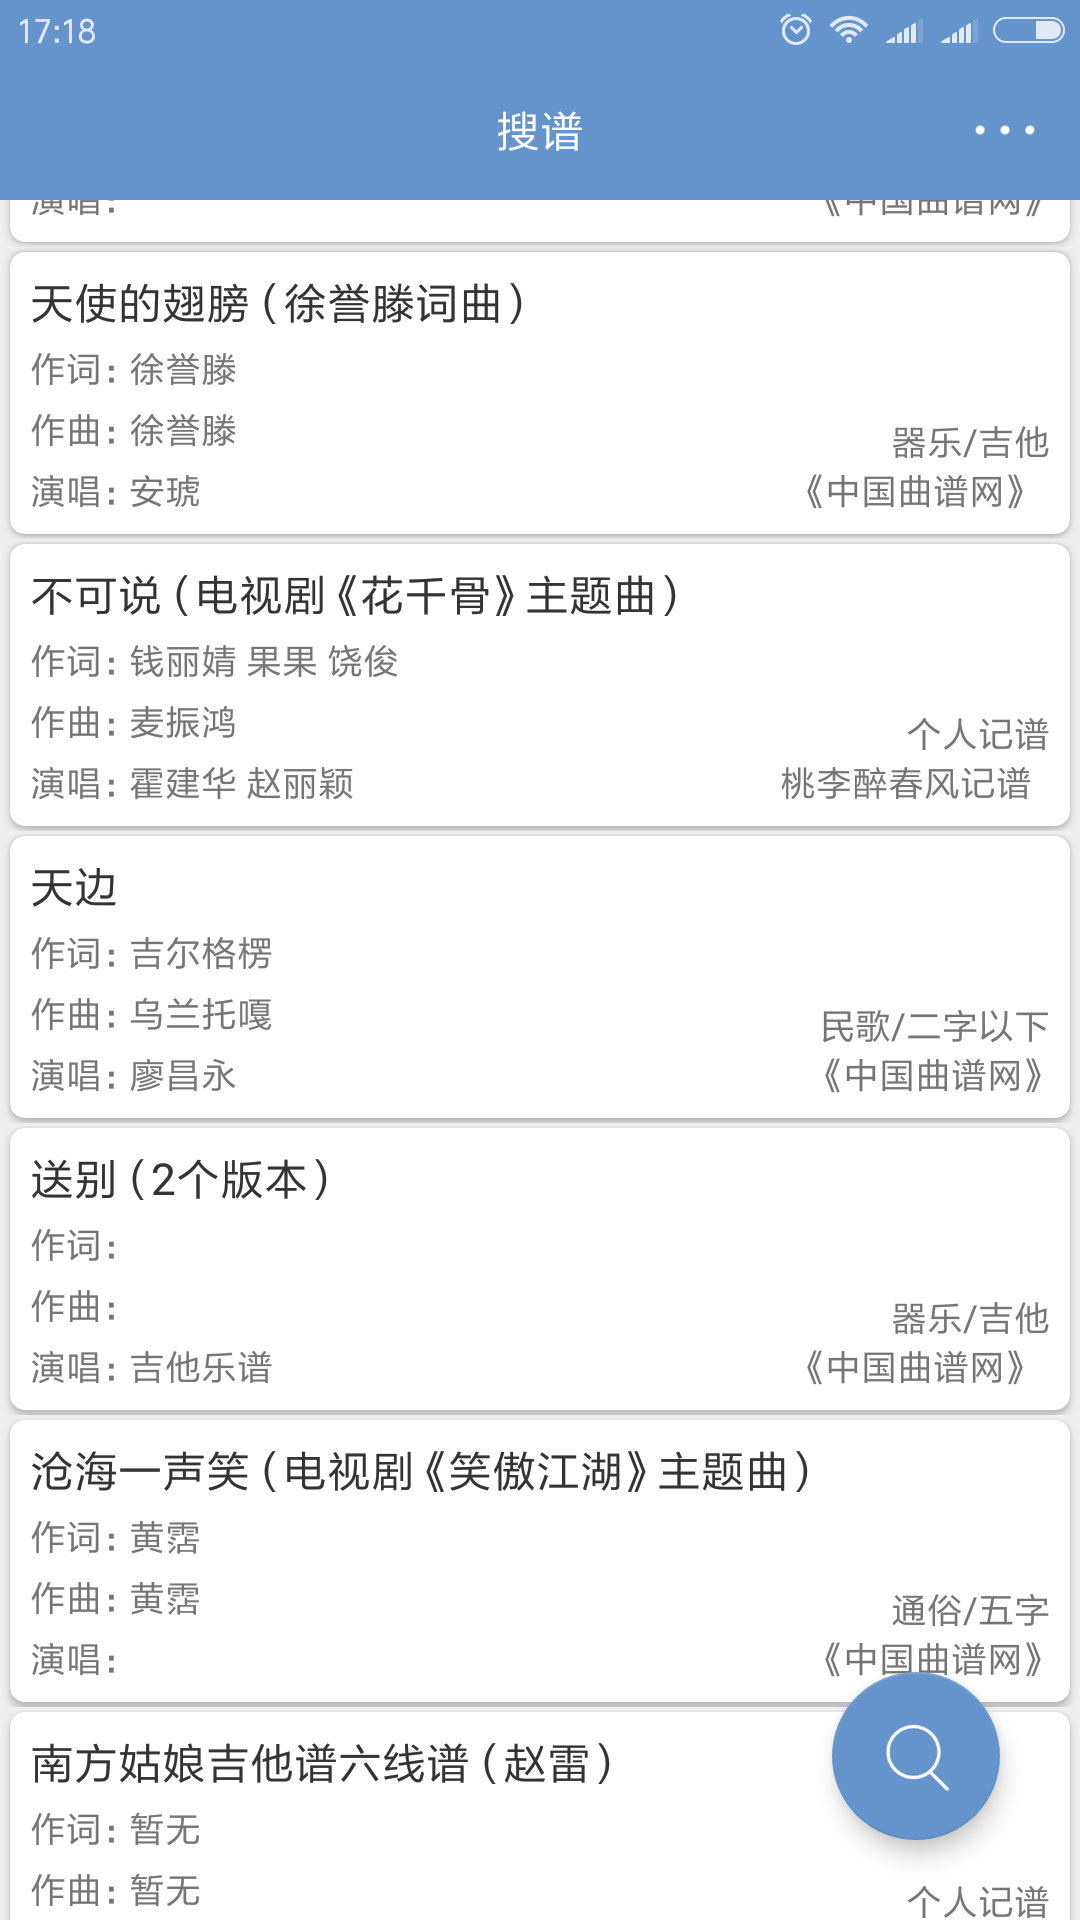 17:18
搜谱
演唱:
《中国曲谱网》
天使的翅膀(徐誉滕词曲)
作词: 徐誉滕
作曲: 徐誉滕
器乐/吉他
演唱: 安琥
《中国曲谱网》
不可说(电视剧《花千骨》主题曲)
作词: 钱丽婧 果果 饶俊
作曲: 麦振鸿
个人记谱
演唱: 霍建华 赵丽颖
桃李醉春风记谱
天边
作词: 吉尔格楞
作曲: 乌兰托嘎
民歌/二字以下
演唱: 廖昌永
《中国曲谱网》
送别(2个版本)
作词:
作曲:
器乐/吉他
演唱: 吉他乐谱
《中国曲谱网》
沧海一声笑(电视剧《笑傲江湖》主题曲)
作词: 黄霑
作曲: 黄霑
通俗/五字
演唱:
《中国曲谱网》
南方姑娘吉他谱六线谱(赵雷)
作词: 暂无
作曲: 暂无
个人记谱